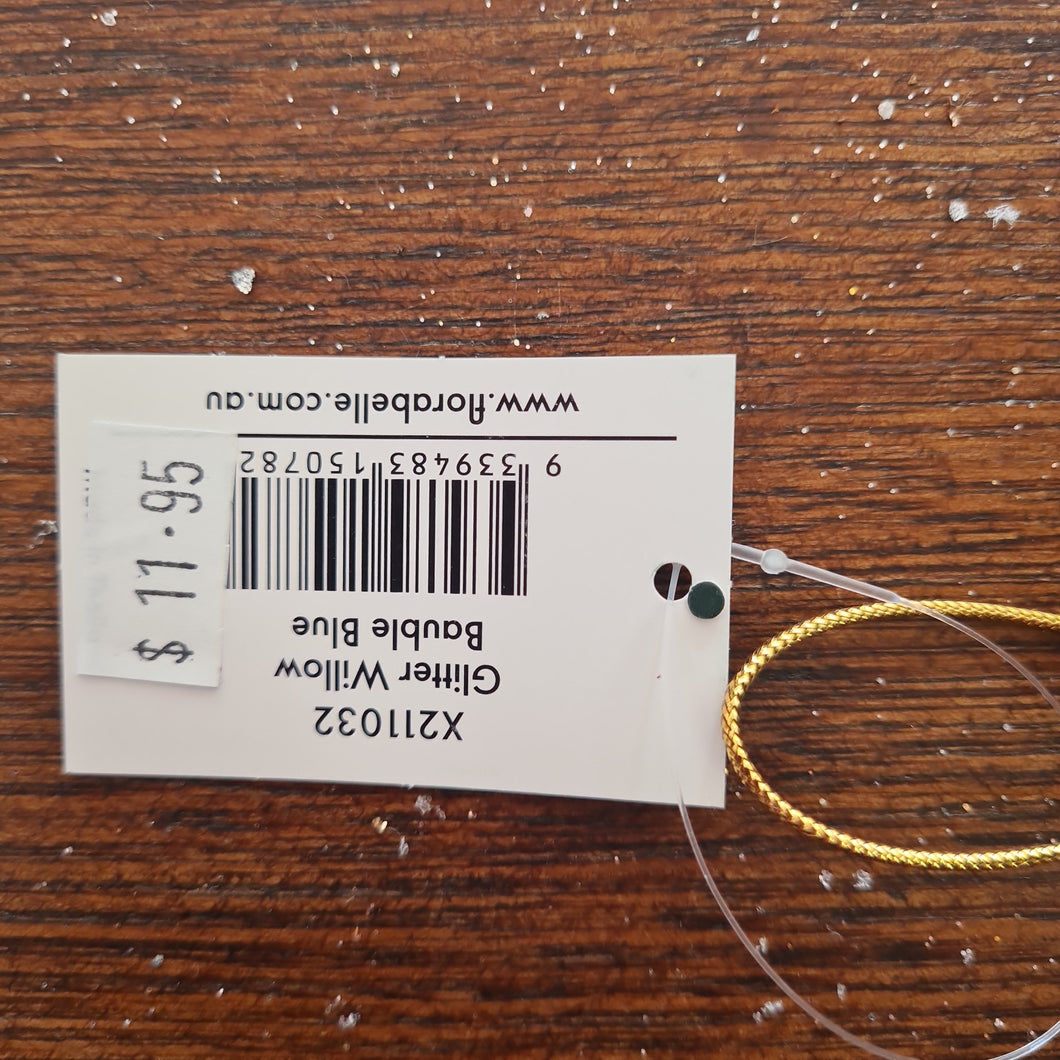 X211032
Glitter Willow
Bauble Blue
9 339483 150782
www.florabelle.com.au
$ 11.95